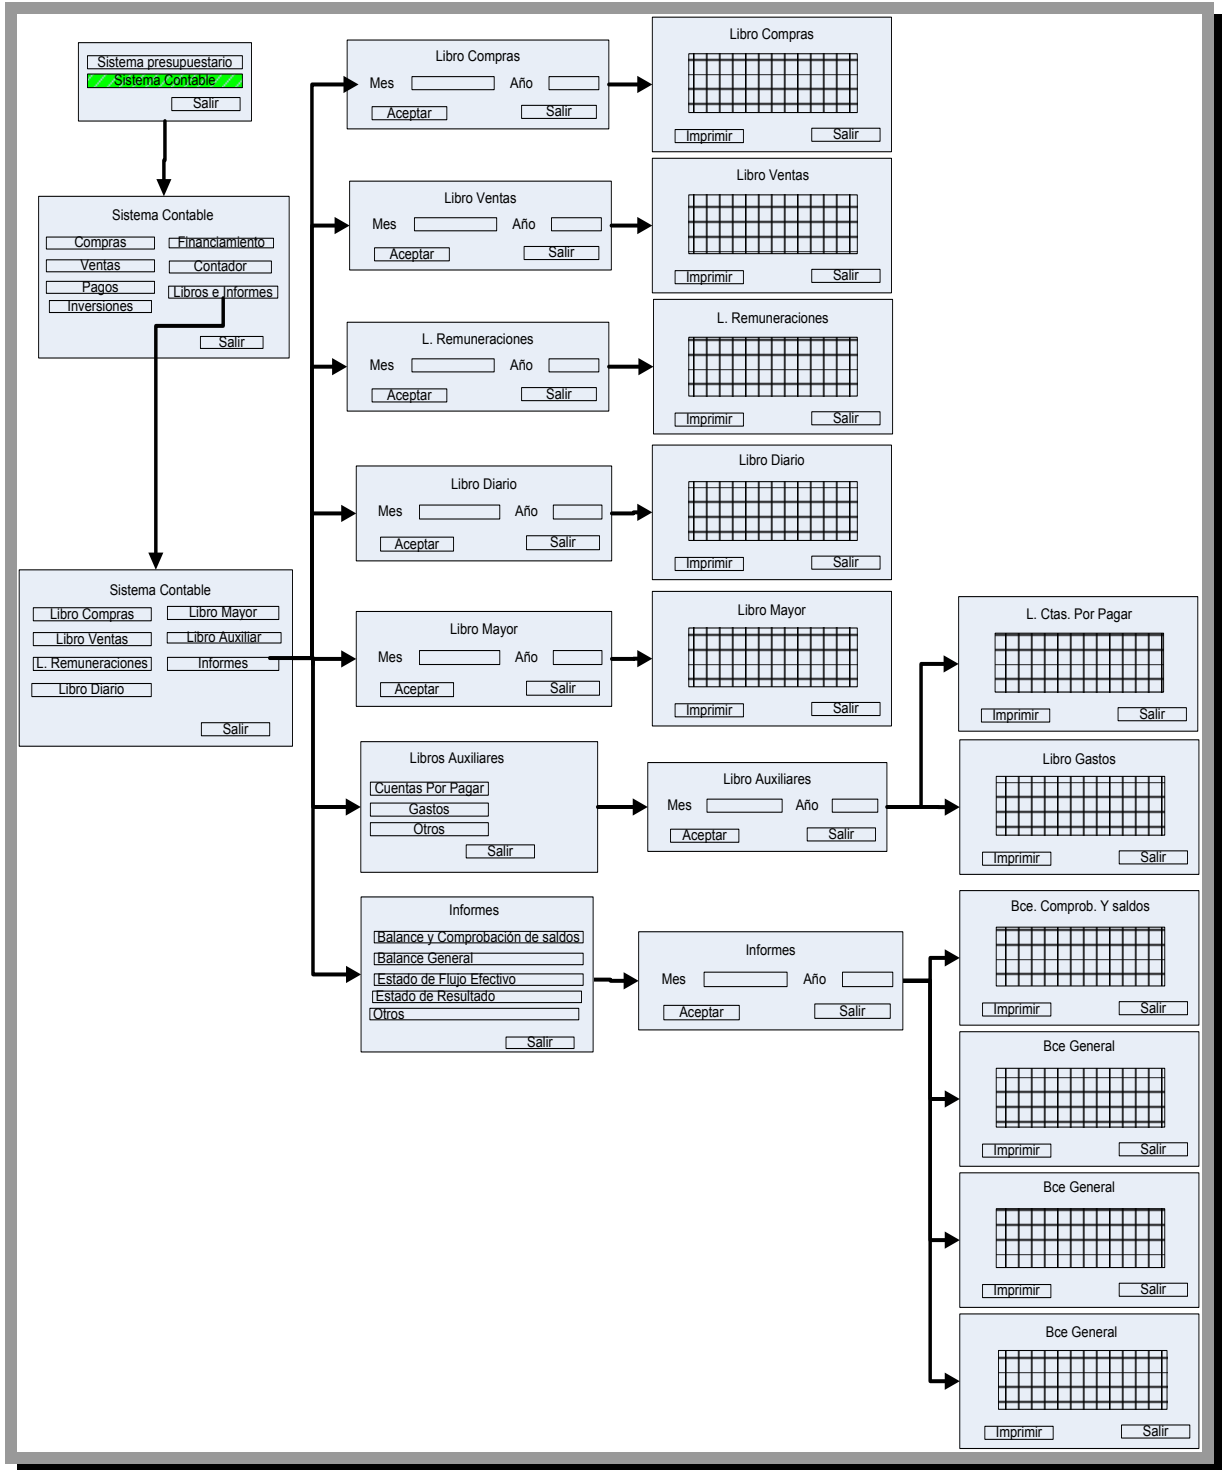 Sistema presupuestario
Sistema Contable
Salir
Sistema Contable
Compras
Financiamiento
Ventas
Contador
Pagos
Libros e Informes
Inversiones
Salir
Sistema Contable
Libro Compras
Libro Mayor
Libro Ventas
Libro Auxiliar
L. Remuneraciones
Informes
Libro Diario
Salir
Libro Compras
Mes Año
Aceptar Salir
Libro Compras
Imprimir Salir
Libro Ventas
Mes Año
Aceptar Salir
Libro Ventas
Imprimir Salir
L. Remuneraciones
Mes Año
Aceptar Salir
L. Remuneraciones
Imprimir Salir
Libro Diario
Mes Año
Aceptar Salir
Libro Diario
Imprimir Salir
Libro Mayor
Mes Año
Aceptar Salir
Libro Mayor
Imprimir Salir
Libros Auxiliares
Cuentas Por Pagar
Gastos
Otros
Salir
Libro Auxiliares
Mes Año
Aceptar Salir
L. Ctas. Por Pagar
Imprimir Salir
Libro Gastos
Imprimir Salir
Informes
Balance y Comprobación de saldos
Balance General
Estado de Flujo Efectivo
Estado de Resultado
Otros
Salir
Informes
Mes Año
Aceptar Salir
Bce. Comprob. Y saldos
Imprimir Salir
Bce General
Imprimir Salir
Bce General
Imprimir Salir
Bce General
Imprimir Salir